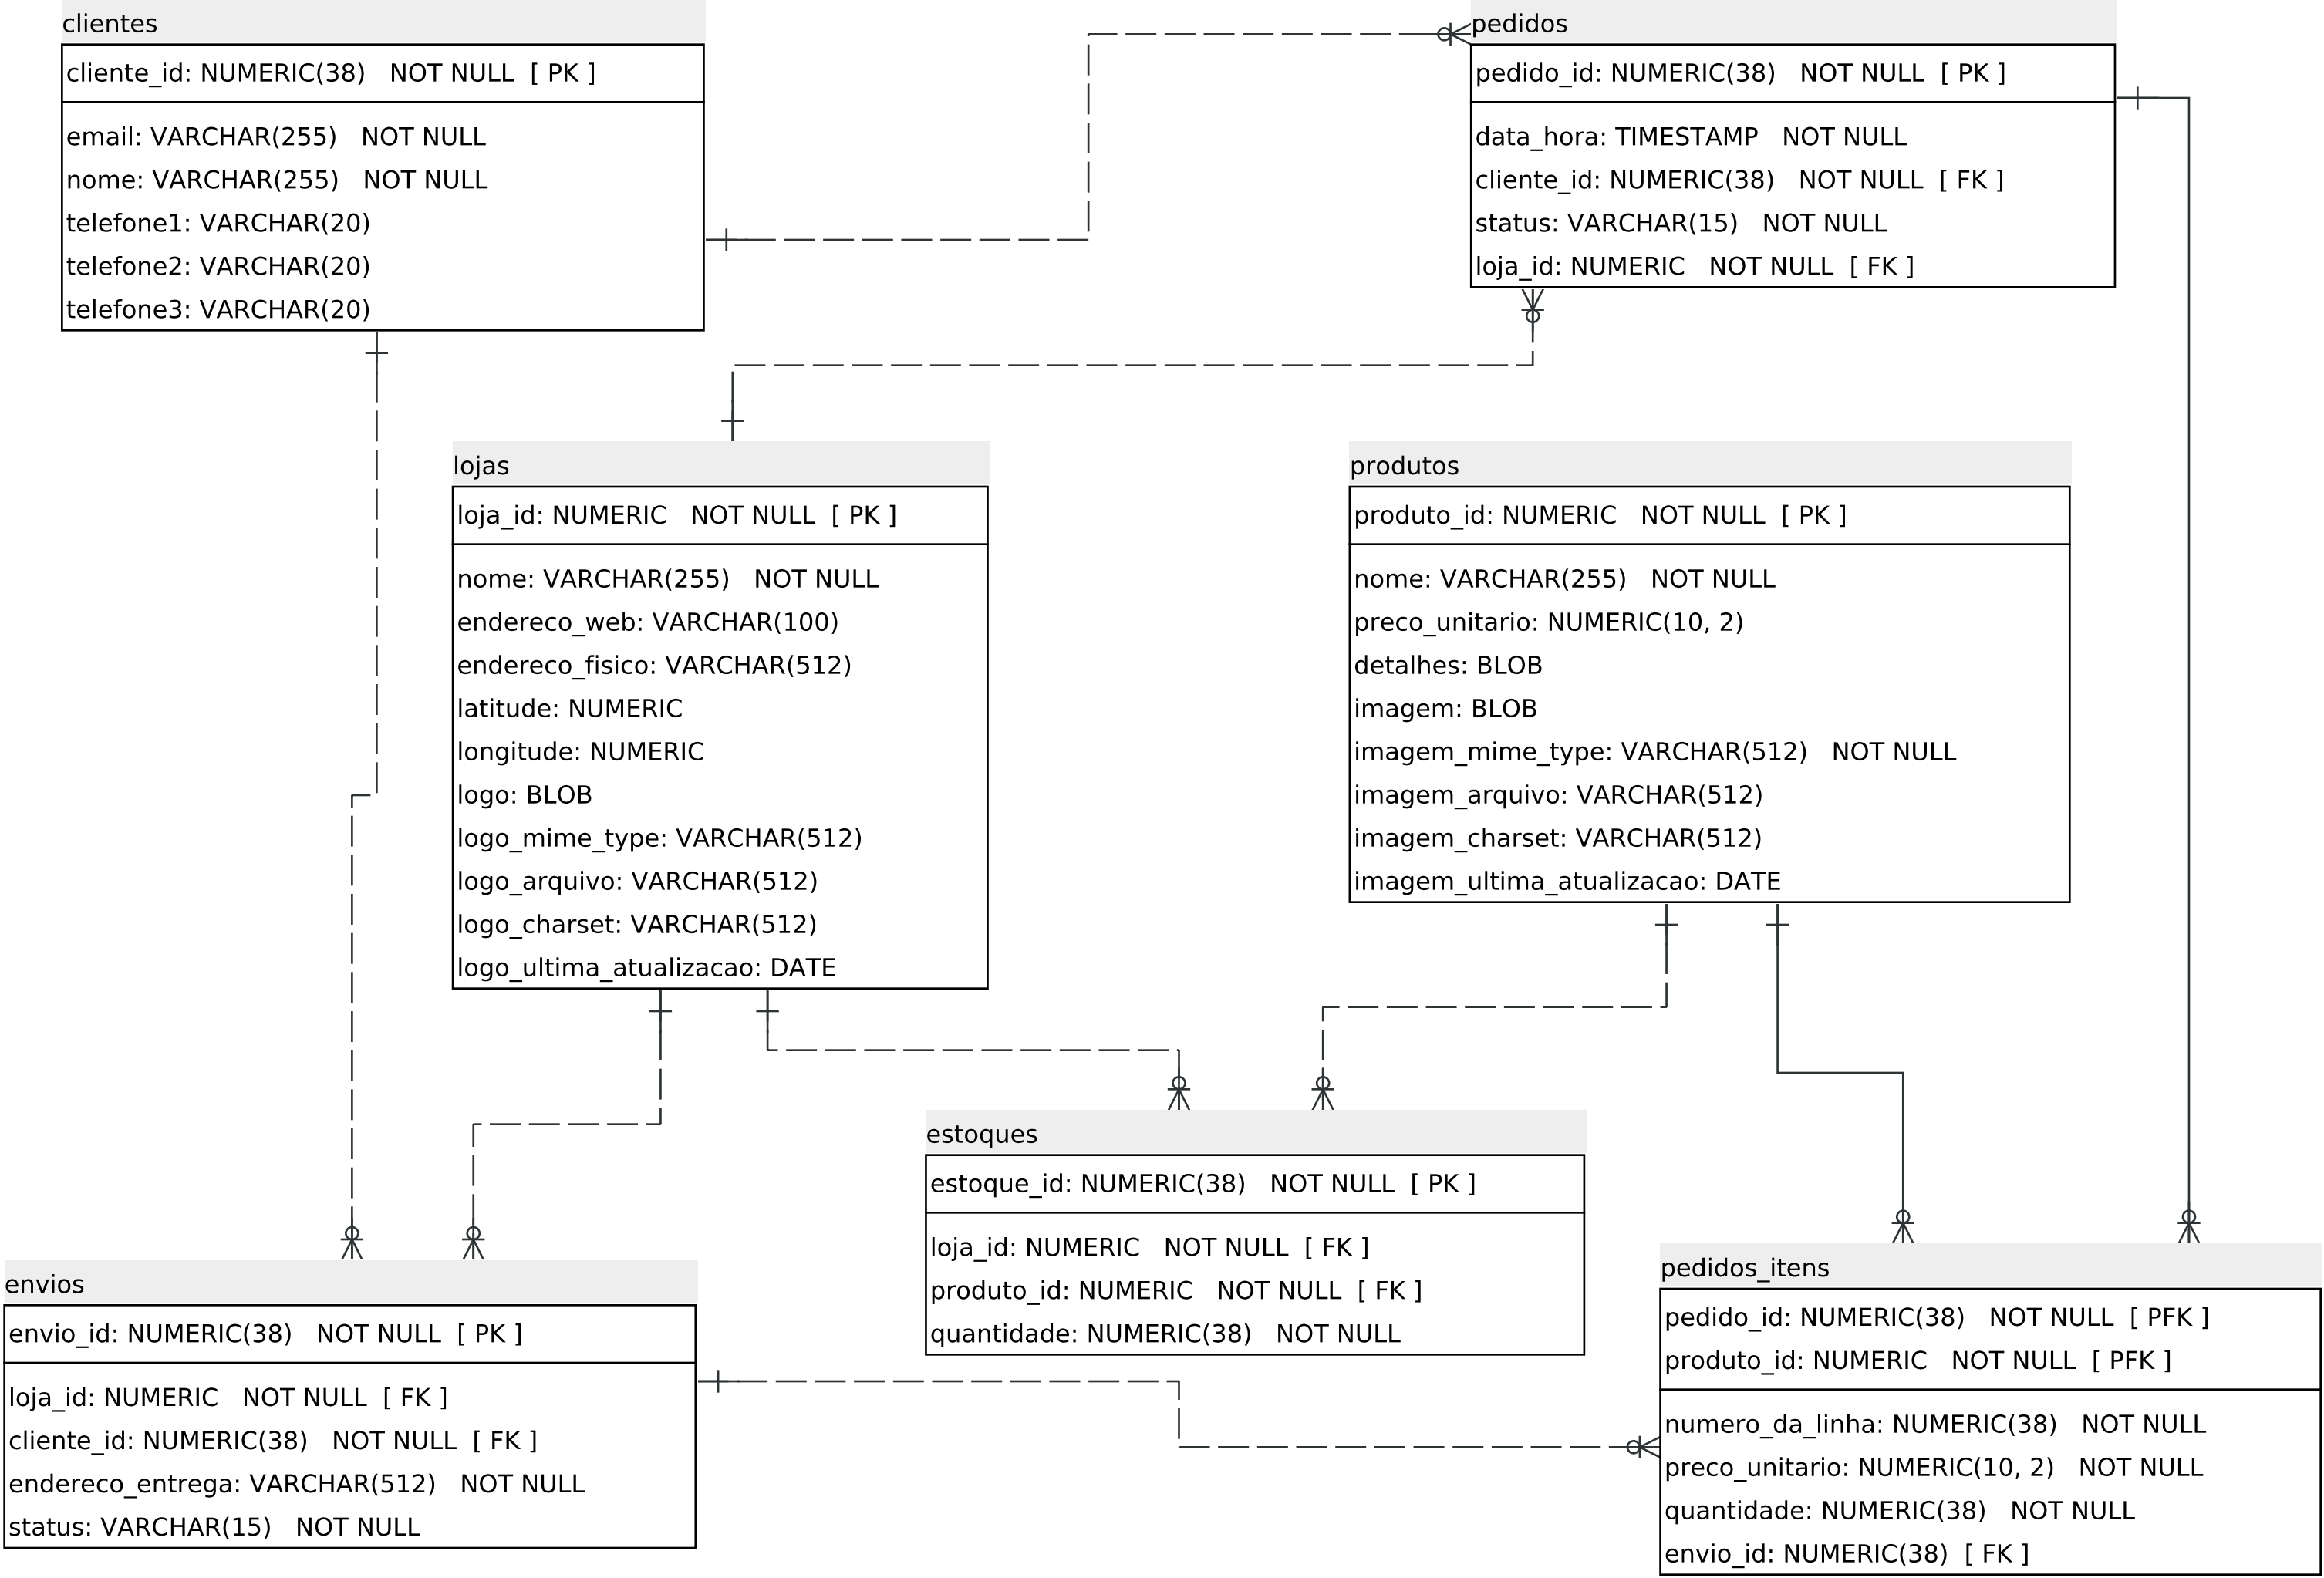 clientes
cliente_id: NUMERIC(38) NOT NULL [ PK ]
email: VARCHAR(255) NOT NULL
nome: VARCHAR(255) NOT NULL
telefone1: VARCHAR(20)
telefone2: VARCHAR(20)
telefone3: VARCHAR(20)
pedidos
pedido_id: NUMERIC(38) NOT NULL [ PK ]
data_hora: TIMESTAMP NOT NULL
cliente_id: NUMERIC(38) NOT NULL [ FK ]
status: VARCHAR(15) NOT NULL
loja_id: NUMERIC NOT NULL [ FK ]
lojas
loja_id: NUMERIC NOT NULL [ PK ]
nome: VARCHAR(255) NOT NULL
endereco_web: VARCHAR(100)
endereco_fisico: VARCHAR(512)
latitude: NUMERIC
longitude: NUMERIC
logo: BLOB
logo_mime_type: VARCHAR(512)
logo_arquivo: VARCHAR(512)
logo_charset: VARCHAR(512)
logo_ultima_atualizacao: DATE
produtos
produto_id: NUMERIC NOT NULL [ PK ]
nome: VARCHAR(255) NOT NULL
preco_unitario: NUMERIC(10, 2)
detalhes: BLOB
imagem: BLOB
imagem_mime_type: VARCHAR(512) NOT NULL
imagem_arquivo: VARCHAR(512)
imagem_charset: VARCHAR(512)
imagem_ultima_atualizacao: DATE
estoques
estoque_id: NUMERIC(38) NOT NULL [ PK ]
loja_id: NUMERIC NOT NULL [ FK ]
produto_id: NUMERIC NOT NULL [ FK ]
quantidade: NUMERIC(38) NOT NULL
envios
envio_id: NUMERIC(38) NOT NULL [ PK ]
loja_id: NUMERIC NOT NULL [ FK ]
cliente_id: NUMERIC(38) NOT NULL [ FK ]
endereco_entrega: VARCHAR(512) NOT NULL
status: VARCHAR(15) NOT NULL
pedidos_itens
pedido_id: NUMERIC(38) NOT NULL [ PFK ]
produto_id: NUMERIC NOT NULL [ PFK ]
numero_da_linha: NUMERIC(38) NOT NULL
preco_unitario: NUMERIC(10, 2) NOT NULL
quantidade: NUMERIC(38) NOT NULL
envio_id: NUMERIC(38) [ FK ]